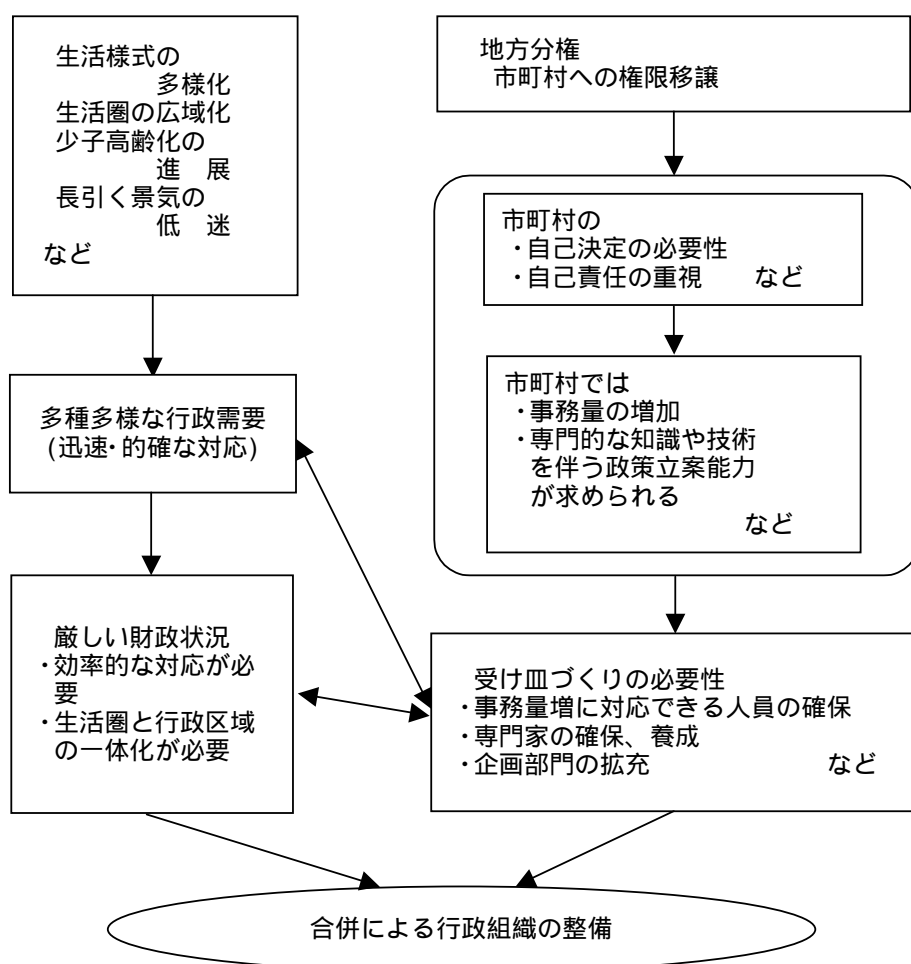 生活様式の
多様化
生活圏の広域化
少子高齢化の
進　展
長引く景気の
低　迷
など
多種多様な行政需要
(迅速・的確な対応)
厳しい財政状況
・効率的な対応が必
要
・生活圏と行政区域
の一体化が必要
地方分権
市町村への権限移譲
市町村の
・自己決定の必要性
・自己責任の重視　　など
市町村では
・事務量の増加
・専門的な知識や技術
を伴う政策立案能力
が求められる
など
受け皿づくりの必要性
・事務量増に対応できる人員の確保
・専門家の確保、養成
・企画部門の拡充　　など
合併による行政組織の整備